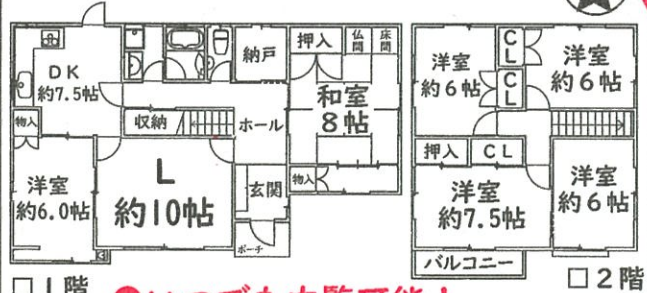 DK
約7.5帖
納戸
押入
仏間
床間
和室
8帖
物入
収納
ホール
洋室
約6.0帖
L
約10帖
玄関
物入
ポーチ
□1階
洋室
約6帖
CL
CL
洋室
約6帖
押入
CL
洋室
約7.5帖
洋室
約6帖
バルコニー
□2階